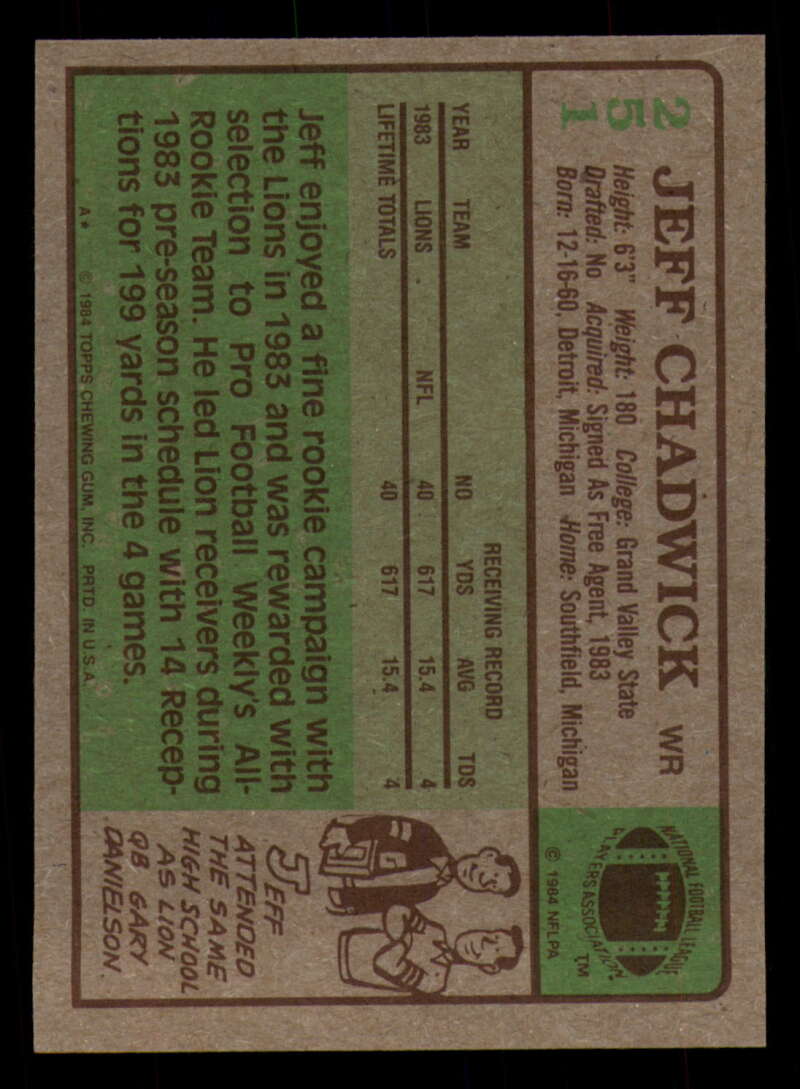 251
JEFF CHADWICK WR
Height: 6'3" Weight: 180 College: Grand Valley State
Drafted: No Acquired: Signed As Free Agent, 1983
Born: 12-16-60, Detroit, Michigan Home: Southfield, Michigan
NATIONAL FOOTBALL LEAGUE
PLAYERS ASSOCIATION
TM
© 1984 NFLPA
RECEIVING RECORD
YEAR TEAM NO YDS AVG TDS
1983 LIONS NFL 40 617 15.4 4
LIFETIME TOTALS 40 617 15.4 4
Jeff enjoyed a fine rookie campaign with
the Lions in 1983 and was rewarded with
selection to Pro Football Weekly's All-
Rookie Team. He led Lion receivers during
1983 pre-season schedule with 14 Recep-
tions for 199 yards in the 4 games.
A* © 1984 TOPPS CHEWING GUM, INC. PRTD. IN U.S.A.
JEFF
ATTENDED
THE SAME
HIGH SCHOOL
AS LION
QB GARY
DANIELSON